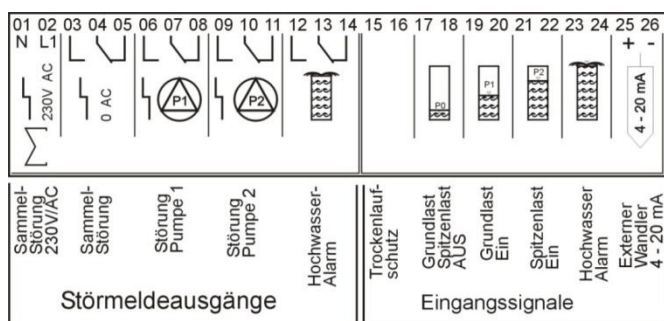 01 02 03 04 05 06 07 08 09 10 11 12 13 14 15 16 17 18 19 20 21 22 23 24 25 26
N L1
+ -
230V AC
0 AC
P1
P2
P0
P1
P2
4 - 20 mA
Sammel-
Störung
230V/AC
Sammel-
Störung
Störung
Pumpe 1
Störung
Pumpe 2
Hochwasser-
Alarm
Trockenlauf-
schutz
Grundlast
Spitzenlast
AUS
Grundlast
Ein
Spitzenlast
Ein
Hochwasser
Alarm
Externer
Wandler
4 - 20 mA
Störmeldeausgänge
Eingangssignale